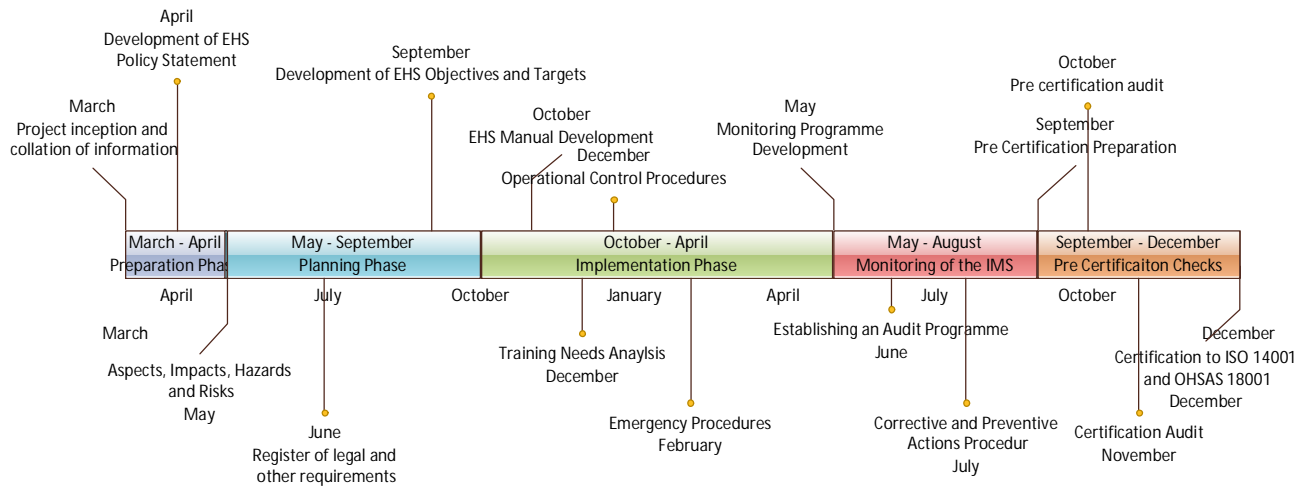 April
Development of EHS
Policy Statement
September
Development of EHS Objectives and Targets
October
Pre certification audit
March
Project inception and
collation of information
October
EHS Manual Development
December
Operational Control Procedures
May
Monitoring Programme
Development
September
Pre Certification Preparation
March - April
Preparation Phas
May - September
Planning Phase
October - April
Implementation Phase
May - August
Monitoring of the IMS
September - December
Pre Certificaiton Checks
April
July
October
January
April
July
October
March
December
Aspects, Impacts, Hazards
and Risks
May
Training Needs Anaylsis
December
Establishing an Audit Programme
June
Certification to ISO 14001
and OHSAS 18001
December
June
Register of legal and
other requirements
Emergency Procedures
February
Corrective and Preventive
Actions Procedur
July
Certification Audit
November